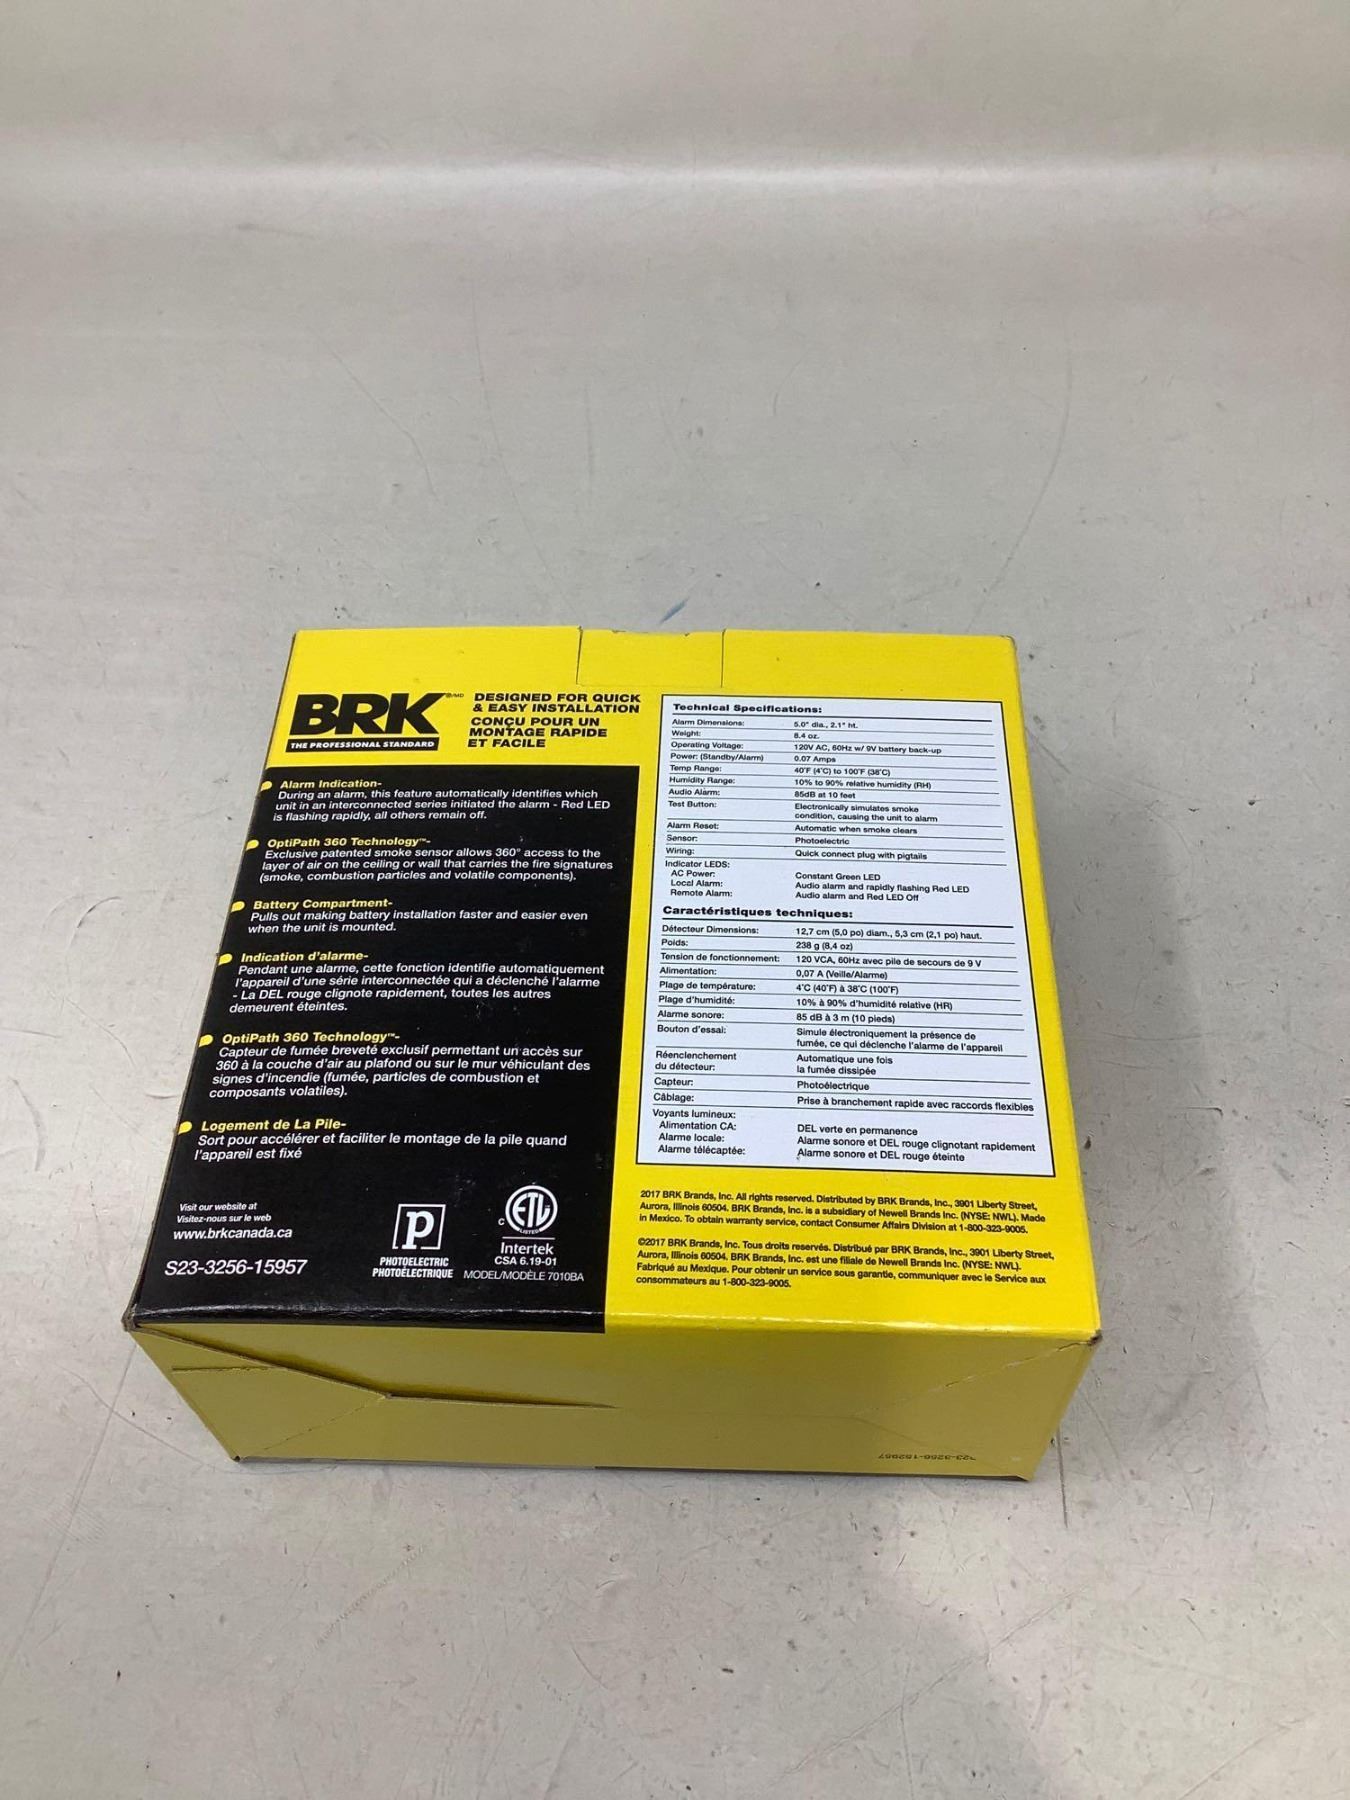 BRK ®/MD
THE PROFESSIONAL STANDARD
DESIGNED FOR QUICK
& EASY INSTALLATION
CONÇU POUR UN
MONTAGE RAPIDE
ET FACILE
Alarm Indication-
During an alarm, this feature automatically identifies which
unit in an interconnected series initiated the alarm - Red LED
is flashing rapidly, all others remain off.
OptiPath 360 Technology™-
Exclusive patented smoke sensor allows 360° access to the
layer of air on the ceiling or wall that carries the fire signatures
(smoke, combustion particles and volatile components).
Battery Compartment-
Pulls out making battery installation faster and easier even
when the unit is mounted.
Indication d'alarme-
Pendant une alarme, cette fonction identifie automatiquement
l'appareil d'une série interconnectée qui a déclenché l'alarme
- La DEL rouge clignote rapidement, toutes les autres
demeurent éteintes.
OptiPath 360 Technology™-
Capteur de fumée breveté exclusif permettant un accès sur
360 à la couche d'air au plafond ou sur le mur véhiculant des
signes d'incendie (fumée, particules de combustion et
composants volatiles).
Logement de La Pile-
Sort pour accélérer et faciliter le montage de la pile quand
l'appareil est fixé
Visit our website at
Visitez-nous sur le web
www.brkcanada.ca
S23-3256-15957
P
PHOTOELECTRIC
PHOTOÉLECTRIQUE
C ETL
LISTED
Intertek
CSA 6.19-01
MODEL/MODÈLE 7010BA
Technical Specifications:
Alarm Dimensions: 5.0" dia., 2.1" ht.
Weight: 8.4 oz.
Operating Voltage: 120V AC, 60Hz w/ 9V battery back-up
Power: (Standby/Alarm) 0.07 Amps
Temp Range: 40°F (4°C) to 100°F (38°C)
Humidity Range: 10% to 90% relative humidity (RH)
Audio Alarm: 85dB at 10 feet
Test Button: Electronically simulates smoke
condition, causing the unit to alarm
Alarm Reset: Automatic when smoke clears
Sensor: Photoelectric
Wiring: Quick connect plug with pigtails
Indicator LEDS:
AC Power: Constant Green LED
Local Alarm: Audio alarm and rapidly flashing Red LED
Remote Alarm: Audio alarm and Red LED Off
Caractéristiques techniques:
Détecteur Dimensions: 12,7 cm (5,0 po) diam., 5,3 cm (2,1 po) haut.
Poids: 238 g (8,4 oz)
Tension de fonctionnement: 120 VCA, 60Hz avec pile de secours de 9 V
Alimentation: 0,07 A (Veille/Alarme)
Plage de température: 4°C (40°F) à 38°C (100°F)
Plage d'humidité: 10% à 90% d'humidité relative (HR)
Alarme sonore: 85 dB à 3 m (10 pieds)
Bouton d'essai: Simule électroniquement la présence de
fumée, ce qui déclenche l'alarme de l'appareil
Réenclenchement Automatique une fois
du détecteur: la fumée dissipée
Capteur: Photoélectrique
Câblage: Prise à branchement rapide avec raccords flexibles
Voyants lumineux:
Alimentation CA: DEL verte en permanence
Alarme locale: Alarme sonore et DEL rouge clignotant rapidement
Alarme télécaptée: Alarme sonore et DEL rouge éteinte
2017 BRK Brands, Inc. All rights reserved. Distributed by BRK Brands, Inc., 3901 Liberty Street,
Aurora, Illinois 60504. BRK Brands, Inc. is a subsidiary of Newell Brands Inc. (NYSE: NWL). Made
in Mexico. To obtain warranty service, contact Consumer Affairs Division at 1-800-323-9005.
©2017 BRK Brands, Inc. Tous droits reservés. Distribué par BRK Brands, Inc., 3901 Liberty Street,
Aurora, Illinois 60504. BRK Brands, Inc. est une filiale de Newell Brands Inc. (NYSE: NWL).
Fabriqué au Mexique. Pour obtenir un service sous garantie, communiquer avec le Service aux
consommateurs au 1-800-323-9005.